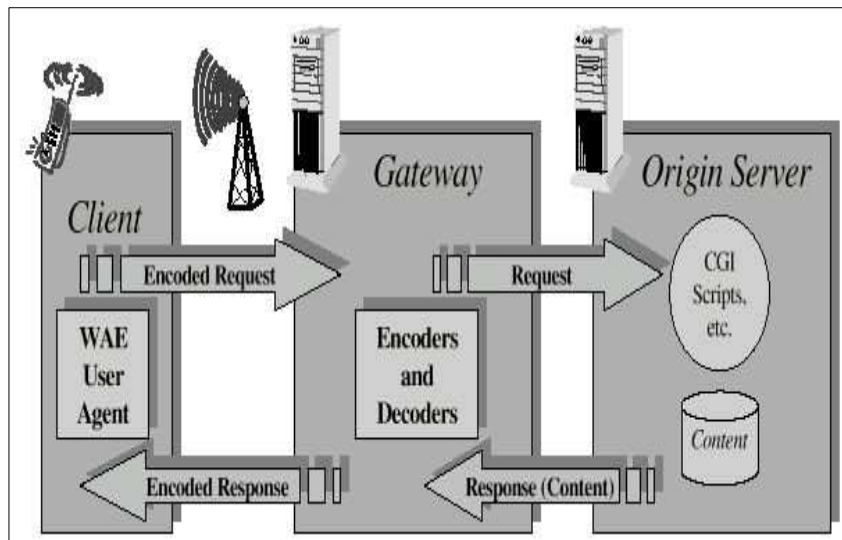 Client
Gateway
Origin Server
Encoded Request
Request
CGI
Scripts,
etc.
WAE
User
Agent
Encoders
and
Decoders
Content
Encoded Response
Response (Content)